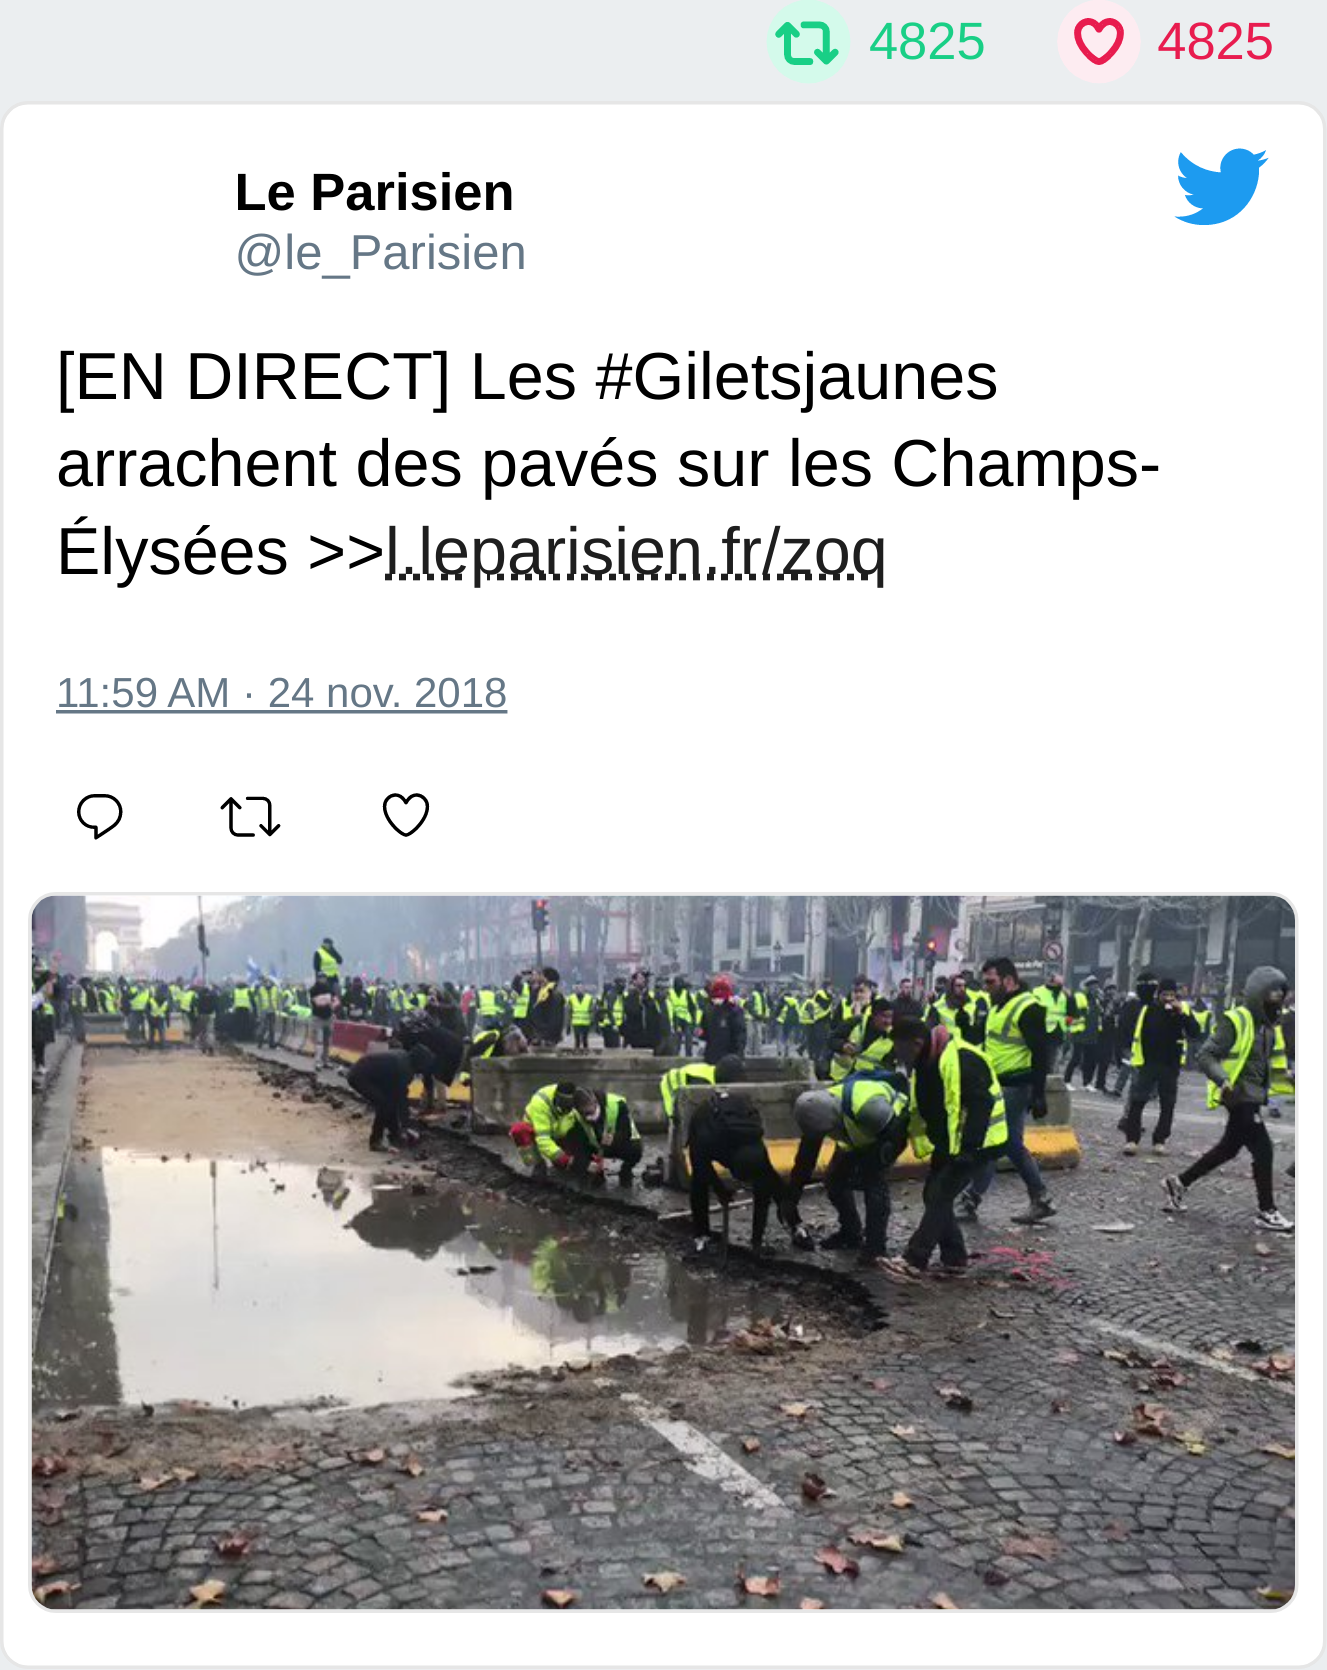 4825 4825
Le Parisien
@le_Parisien
[EN DIRECT] Les #Giletsjaunes
arrachent des pavés sur les Champs-
Élysées >>l.leparisien.fr/zoq
11:59 AM · 24 nov. 2018